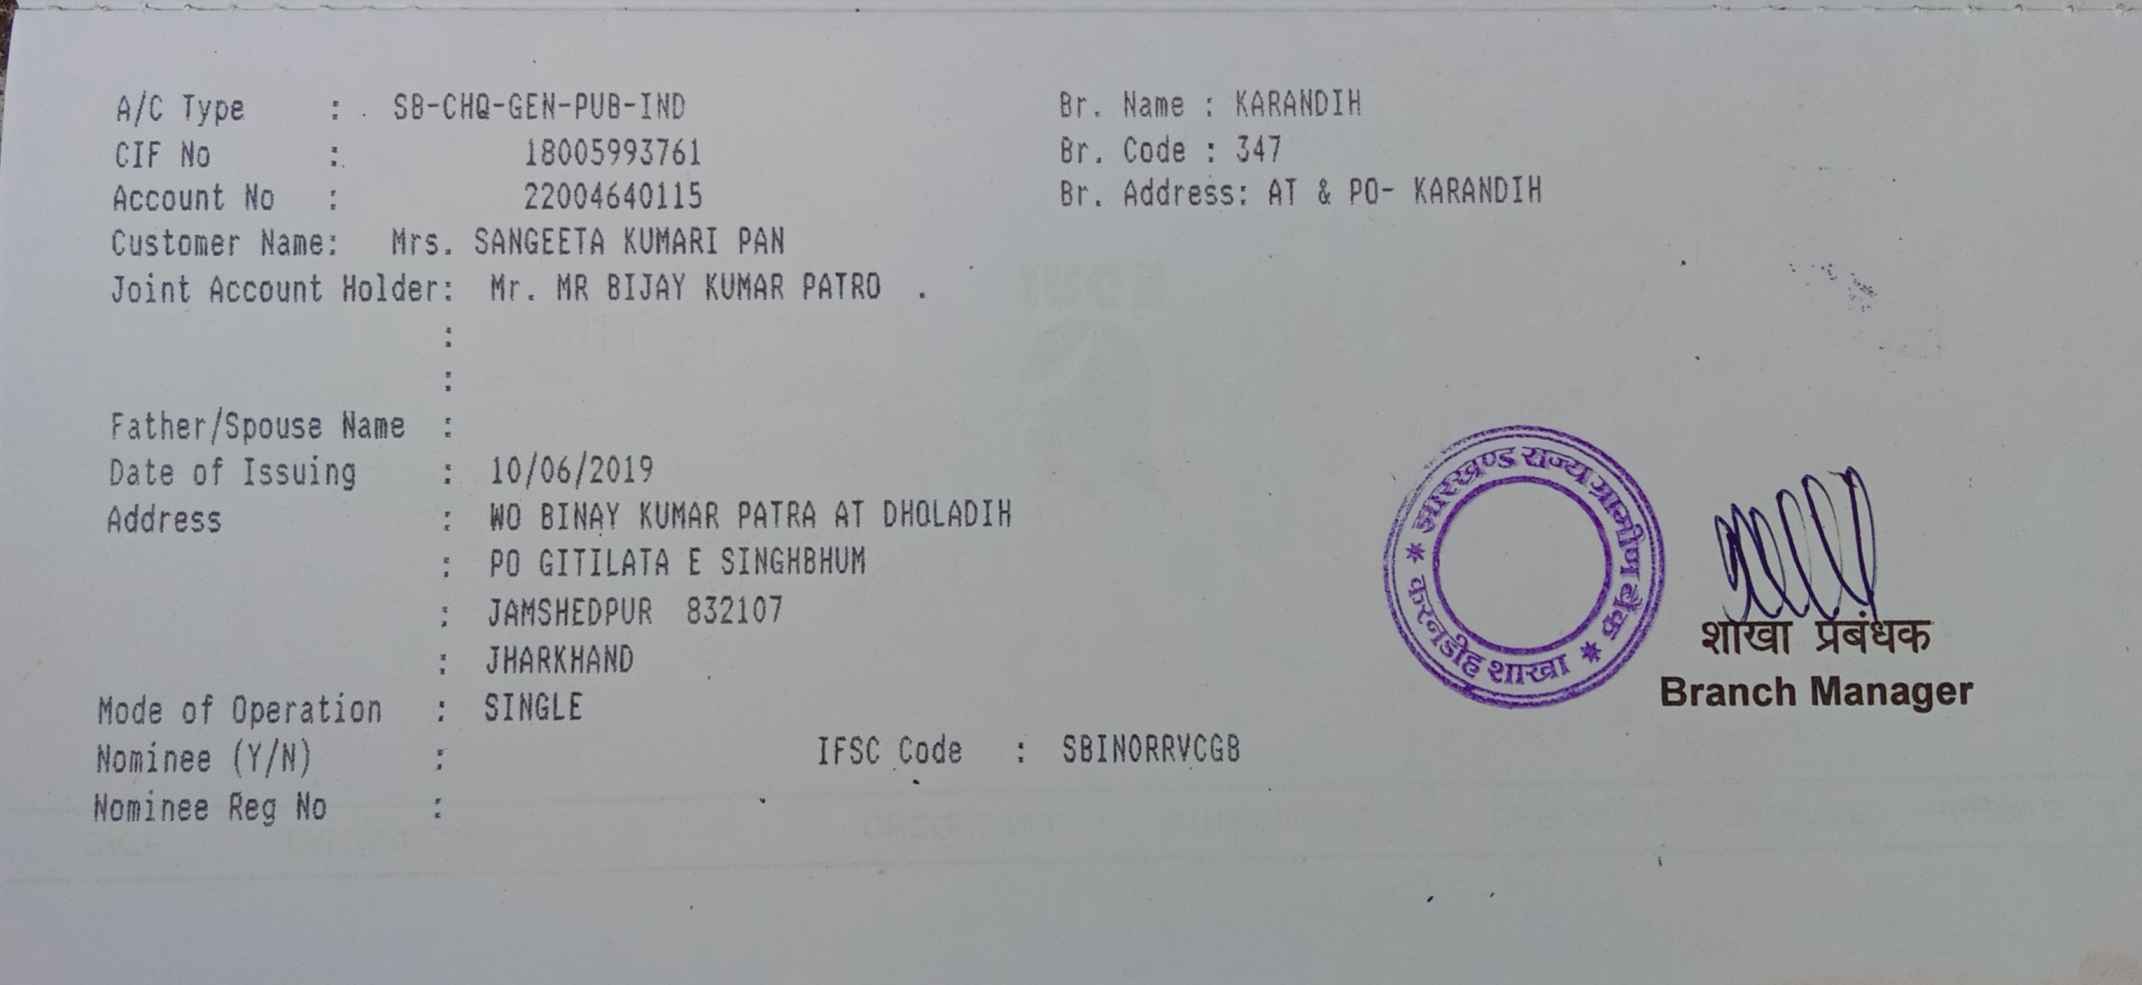 A/C Type : SB-CHQ-GEN-PUB-IND
CIF No : 18005993761
Account No : 22004640115
Customer Name: Mrs. SANGEETA KUMARI PAN
Joint Account Holder: Mr. MR BIJAY KUMAR PATRO .
:
:
Father/Spouse Name :
Date of Issuing : 10/06/2019
Address : WO BINAY KUMAR PATRA AT DHOLADIH
: PO GITILATA E SINGHBHUM
: JAMSHEDPUR 832107
: JHARKHAND
Mode of Operation : SINGLE
Nominee (Y/N) :
IFSC Code : SBIN0RRVCGB
Nominee Reg No :
Br. Name : KARANDIH
Br. Code : 347
Br. Address: AT & PO- KARANDIH
झारखण्ड राज्य ग्रामीण बैंक
* करनडीह शाखा *
शाखा प्रबंधक
Branch Manager